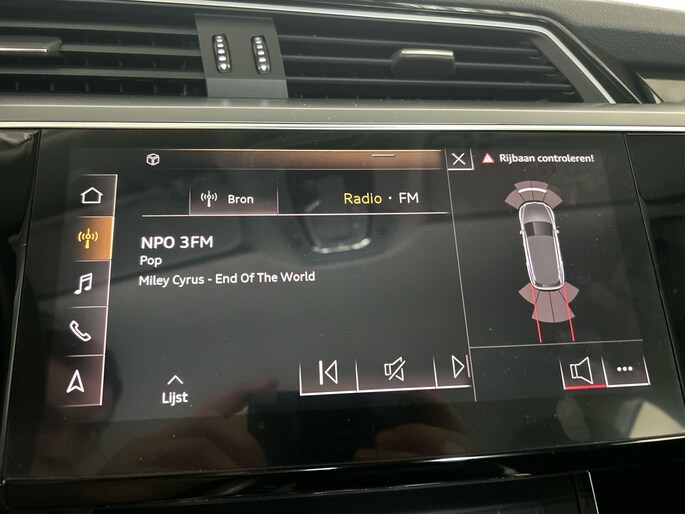 Rijbaan controleren!
Bron
Radio · FM
NPO 3FM
Pop
Miley Cyrus - End Of The World
Lijst